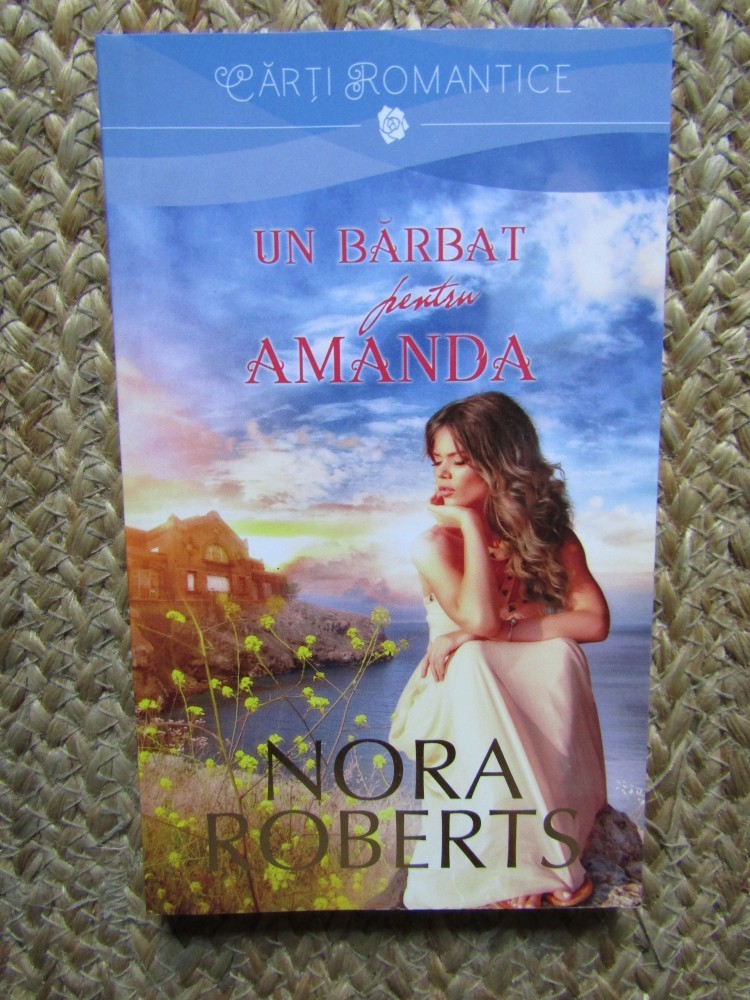 CĂRȚI ROMANTICE
UN BĂRBAT
pentru
AMANDA
NORA
ROBERTS